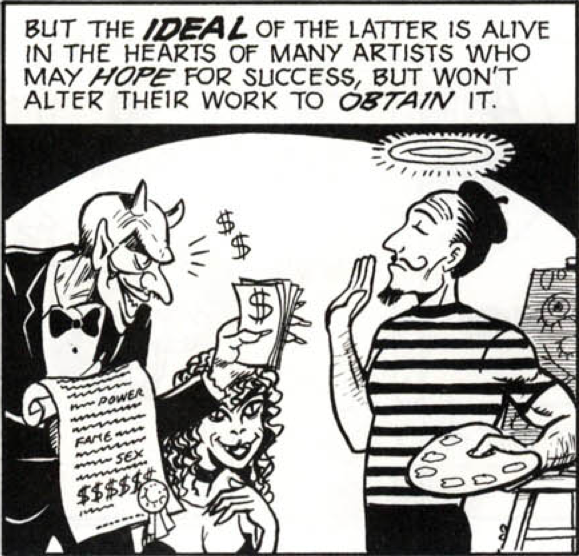 BUT THE IDEAL OF THE LATTER IS ALIVE
IN THE HEARTS OF MANY ARTISTS WHO
MAY HOPE FOR SUCCESS, BUT WON'T
ALTER THEIR WORK TO OBTAIN IT.
$
$
$
POWER
FAME
SEX
$$$$$$